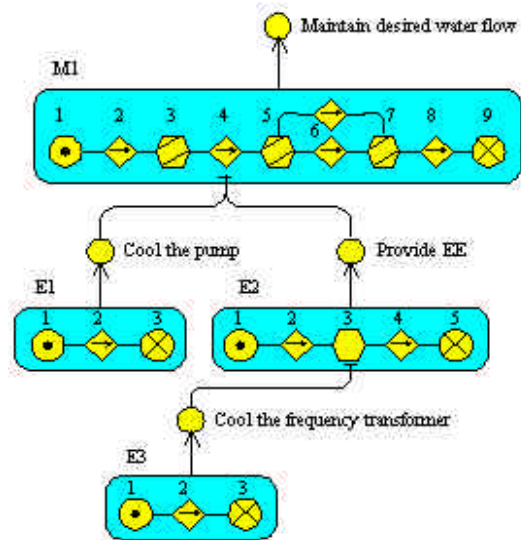 Maintain desired water flow
M1
1 2 3 4 5 6 7 8 9
Cool the pump
Provide EE
E1
1 2 3
E2
1 2 3 4 5
Cool the frequency transformer
E3
1 2 3